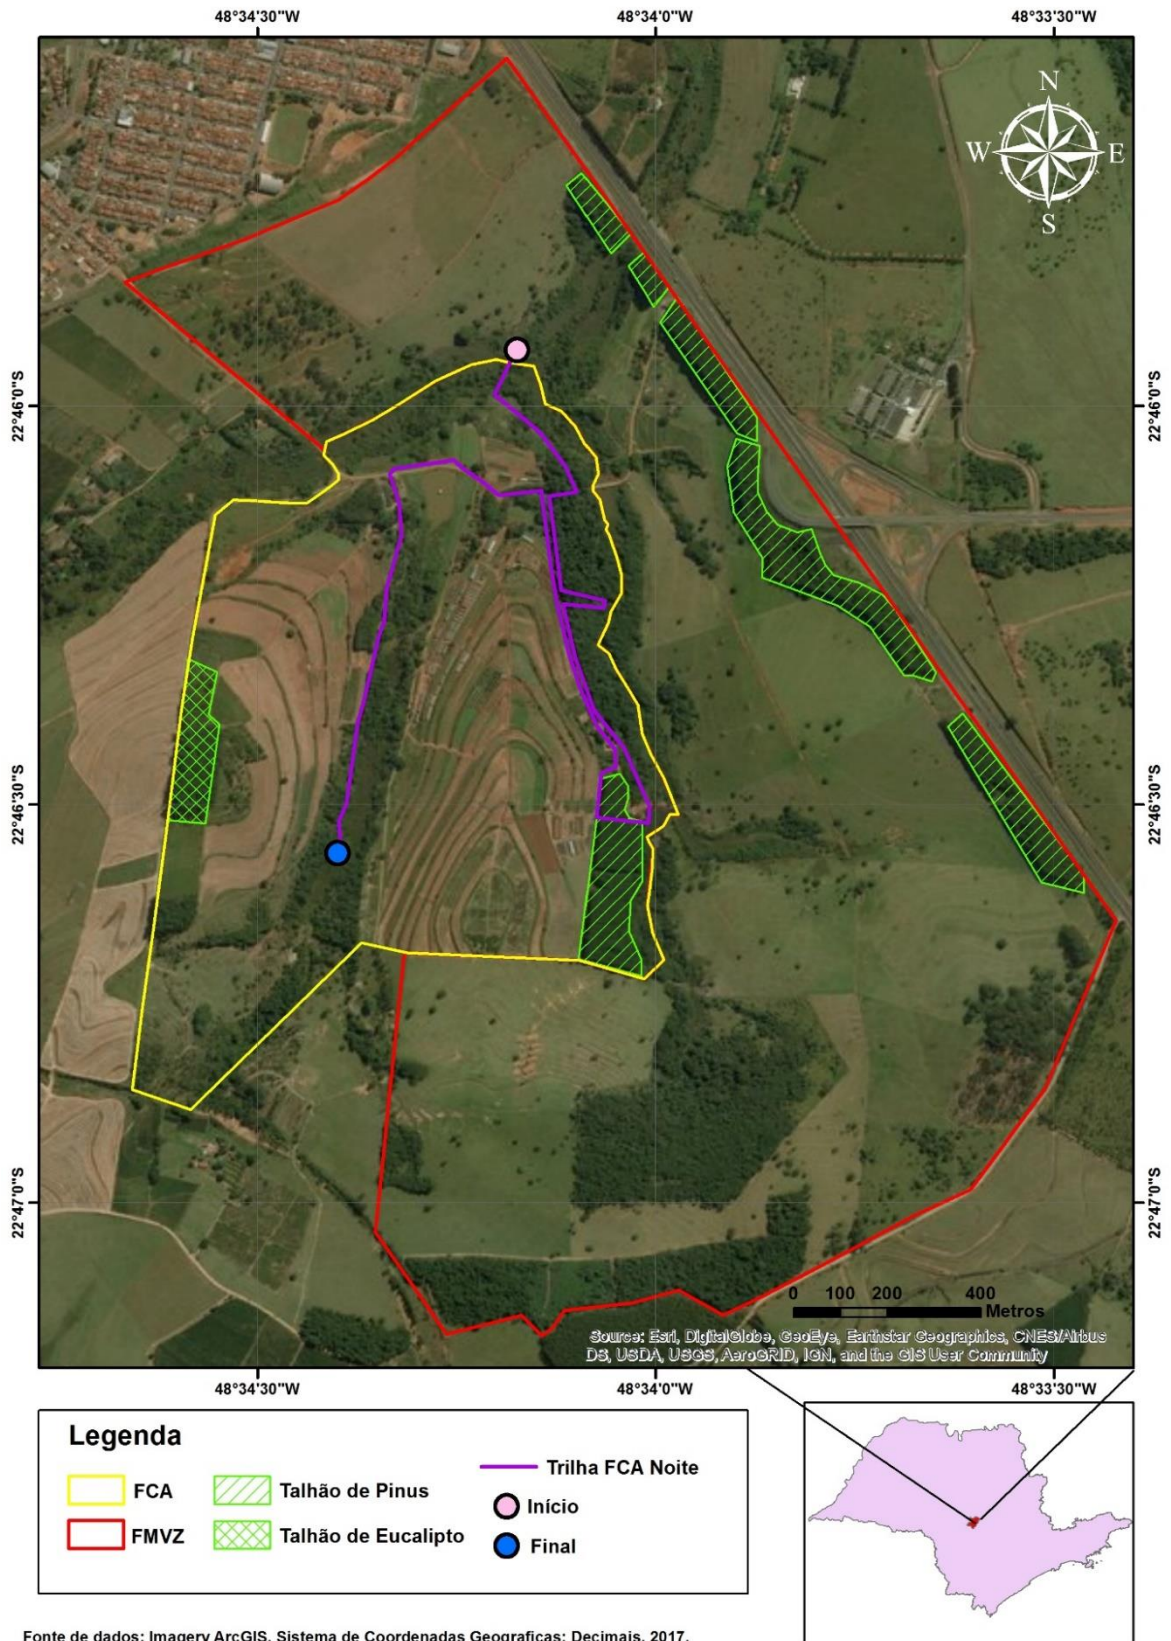 48°34'30"W 48°34'0"W 48°33'30"W
N
W E
S
22°46'0"S 22°46'0"S
22°46'30"S 22°46'30"S
22°47'0"S 22°47'0"S
0 100 200 400
Metros
Source: Esri, DigitalGlobe, GeoEye, Earthstar Geographics, CNES/Airbus
DS, USDA, USGS, AeroGRID, IGN, and the GIS User Community
48°34'30"W 48°34'0"W 48°33'30"W
Legenda
FCA
FMVZ
Talhão de Pinus
Talhão de Eucalipto
Trilha FCA Noite
Início
Final
Fonte de dados: Imagery ArcGIS. Sistema de Coordenadas Geograficas: Decimais. 2017.